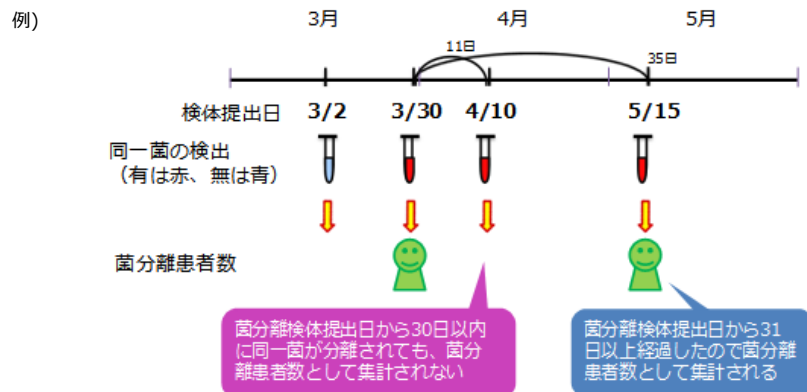 例)
3月 4月 5月
11日 35日
検体提出日 3/2 3/30 4/10 5/15
同一菌の検出
（有は赤、無は青）
菌分離患者数
菌分離検体提出日から30日以内
に同一菌が分離されても、菌分
離患者数として集計されない
菌分離検体提出日から31
日以上経過したので菌分離
患者数として集計される